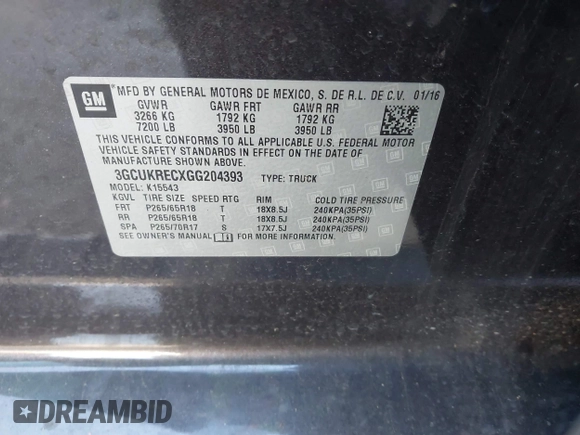 GM
MFD BY GENERAL MOTORS DE MEXICO, S. DE R.L. DE C.V. 01/16
GVWR GAWR FRT GAWR RR
3266 KG 1792 KG 1792 KG
7200 LB 3950 LB 3950 LB
THIS VEHICLE CONFORMS TO ALL APPLICABLE U.S. FEDERAL MOTOR
VEHICLE SAFETY STANDARDS IN EFFECT ON THE DATE OF
MANUFACTURE SHOWN ABOVE.
3GCUKRECXGG204393 TYPE: TRUCK
MODEL: K15543
KGVL TIRE SIZE SPEED RTG RIM COLD TIRE PRESSURE
FRT P265/65R18 T 18X8.5J 240KPA(35PSI)
RR P265/65R18 T 18X8.5J 240KPA(35PSI)
SPA P265/70R17 S 17X7.5J 240KPA(35PSI)
SEE OWNER'S MANUAL FOR MORE INFORMATION.
DREAMBID